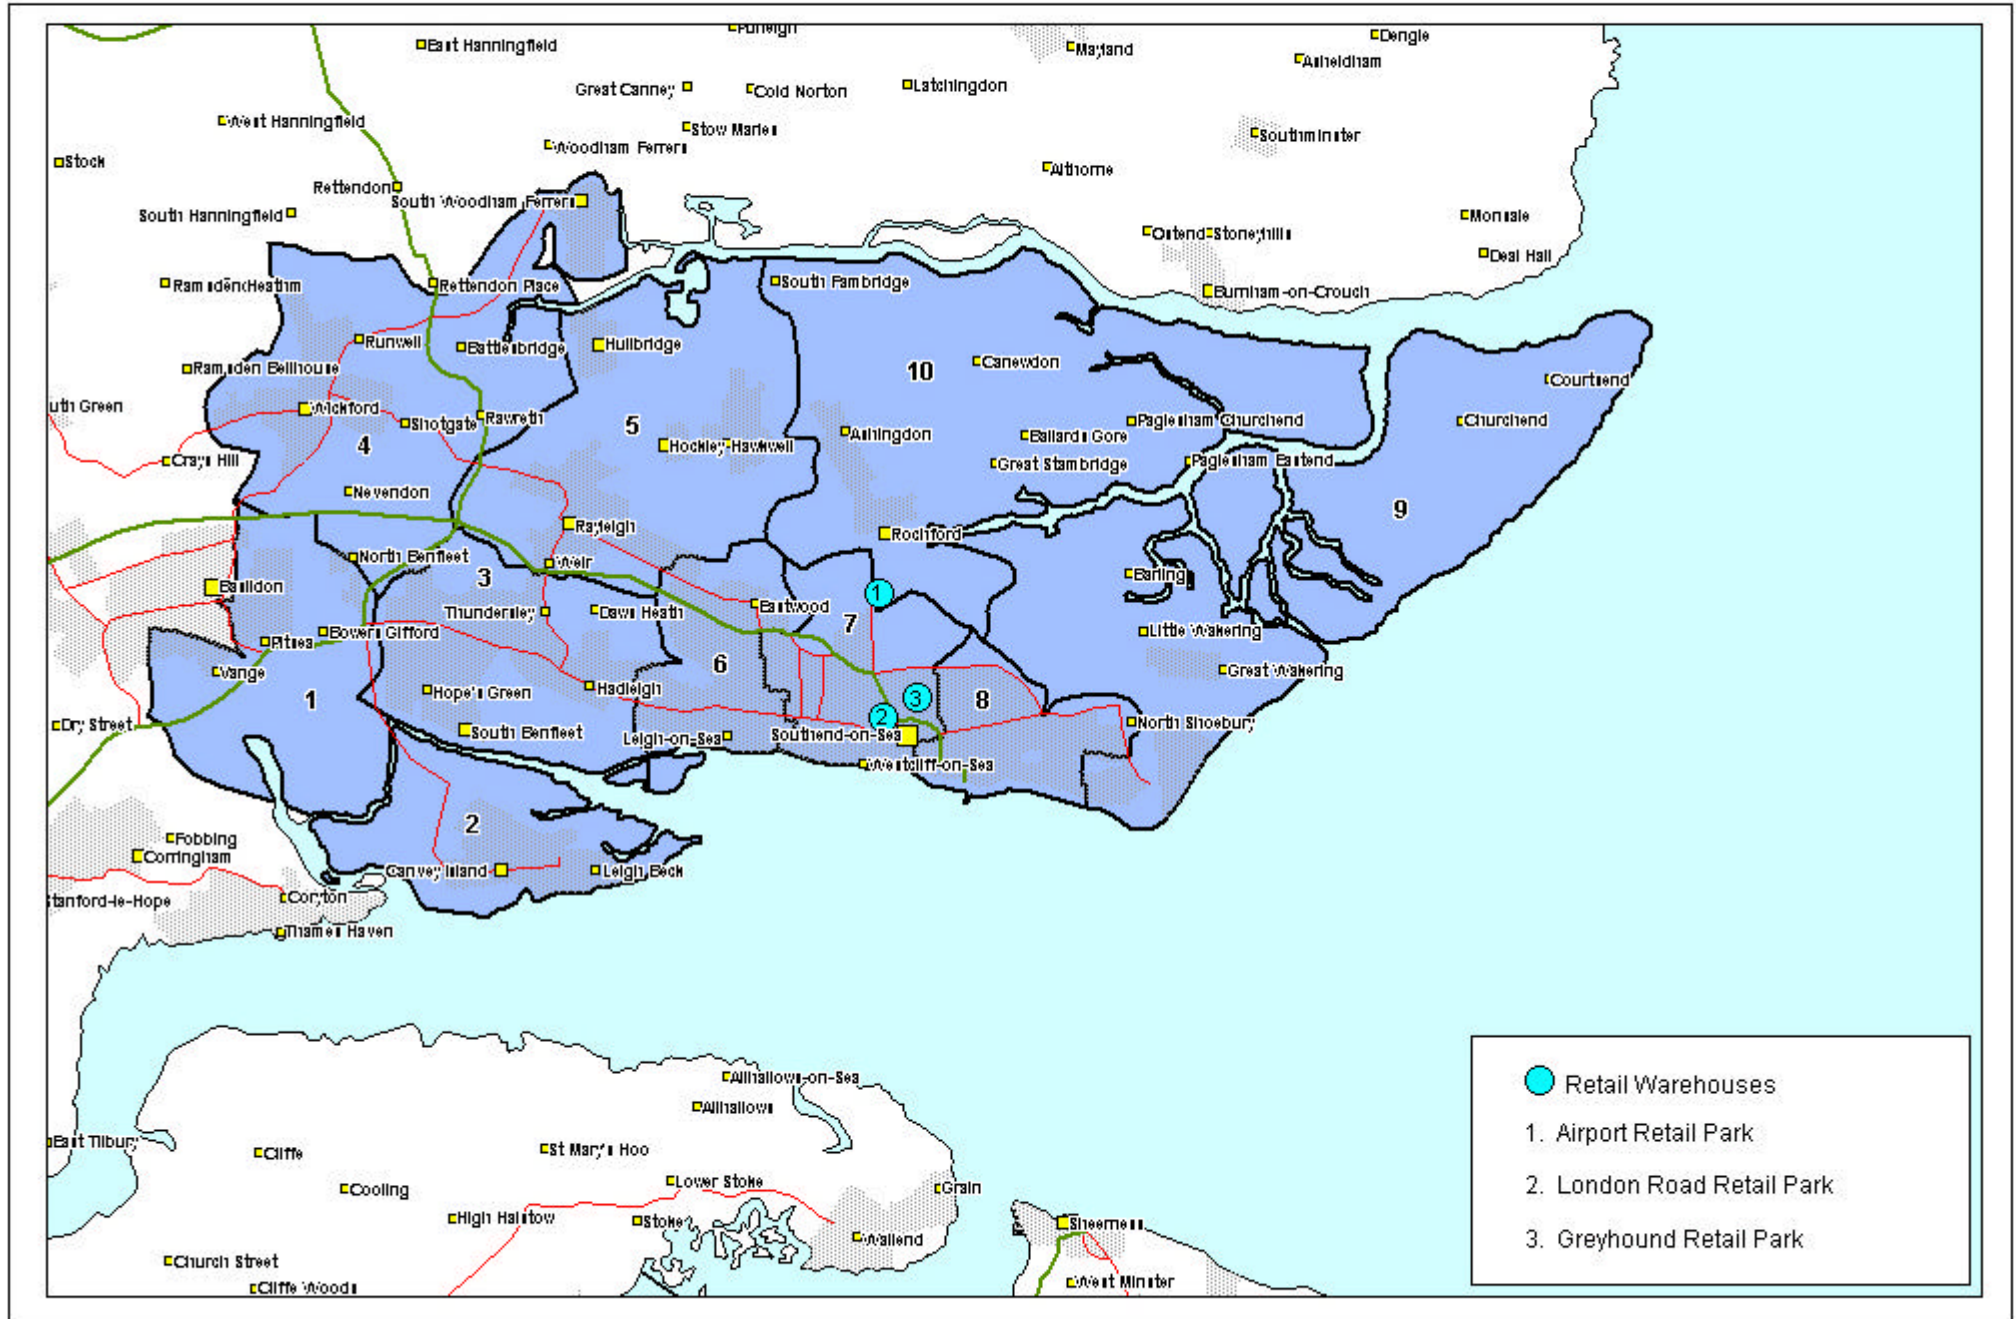 Purleigh
East Hanningfield
Mayland
Dengie
Asheldham
Great Canney
Cold Norton
Latchingdon
West Hanningfield
Stow Maries
Southminster
Woodham Ferrers
Stock
Althorne
Rettendon
South Woodham Ferrers
South Hanningfield
Montsale
Ostend
Stoneyhills
Deal Hall
Ramsden Heath
Rettendon Place
South Fambridge
Burnham-on-Crouch
Runwell
Battlesbridge
Hullbridge
Canewdon
Ramsden Bellhouse
10
Courtsend
uth Green
Wickford
Shotgate
Rawreth
5
Ashingdon
Paglesham Churchend
Churchend
4
Hockley
Hawkwell
Ballards Gore
Crays Hill
Great Stambridge
Paglesham Eastend
Nevendon
9
Rayleigh
Rochford
North Benfleet
Weir
3
Barling
Basildon
1
Thundersley
Daws Heath
Eastwood
7
Bowers Gifford
Pitsea
Little Wakering
6
Vange
Great Wakering
Hope's Green
Hadleigh
1
3
8
Dry Street
2
North Shoebury
South Benfleet
Leigh-on-Sea
Southend-on-Sea
Westcliff-on-Sea
2
Fobbing
Corringham
Canvey Island
Leigh Beck
Stanford-le-Hope
Coryton
Thames Haven
Allhallows-on-Sea
Allhallows
East Tilbury
Cliffe
St Mary's Hoo
Cooling
Lower Stoke
Grain
High Halstow
Stoke
Sheerness
Wallend
Church Street
Cliffe Woods
West Minster
Retail Warehouses
1. Airport Retail Park
2. London Road Retail Park
3. Greyhound Retail Park